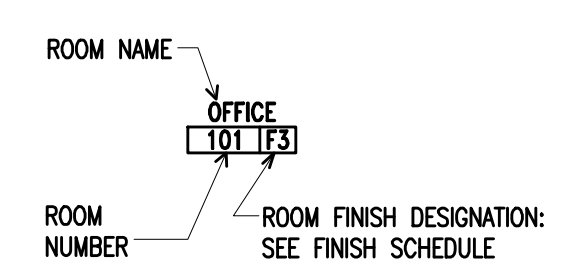 ROOM NAME
OFFICE
101 F3
ROOM
NUMBER
ROOM FINISH DESIGNATION:
SEE FINISH SCHEDULE